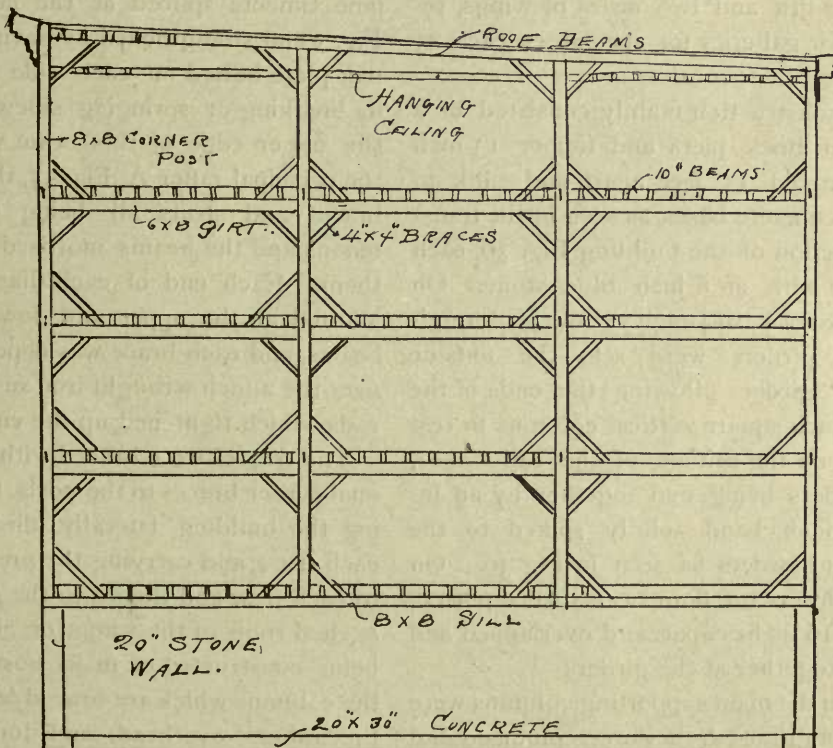 ROOF BEAMS
HANGING
CEILING
8x8 CORNER
POST
10" BEAMS
6x8 GIRT.
4"x4" BRACES
8x8 SILL
20" STONE
WALL.
20"x30" CONCRETE